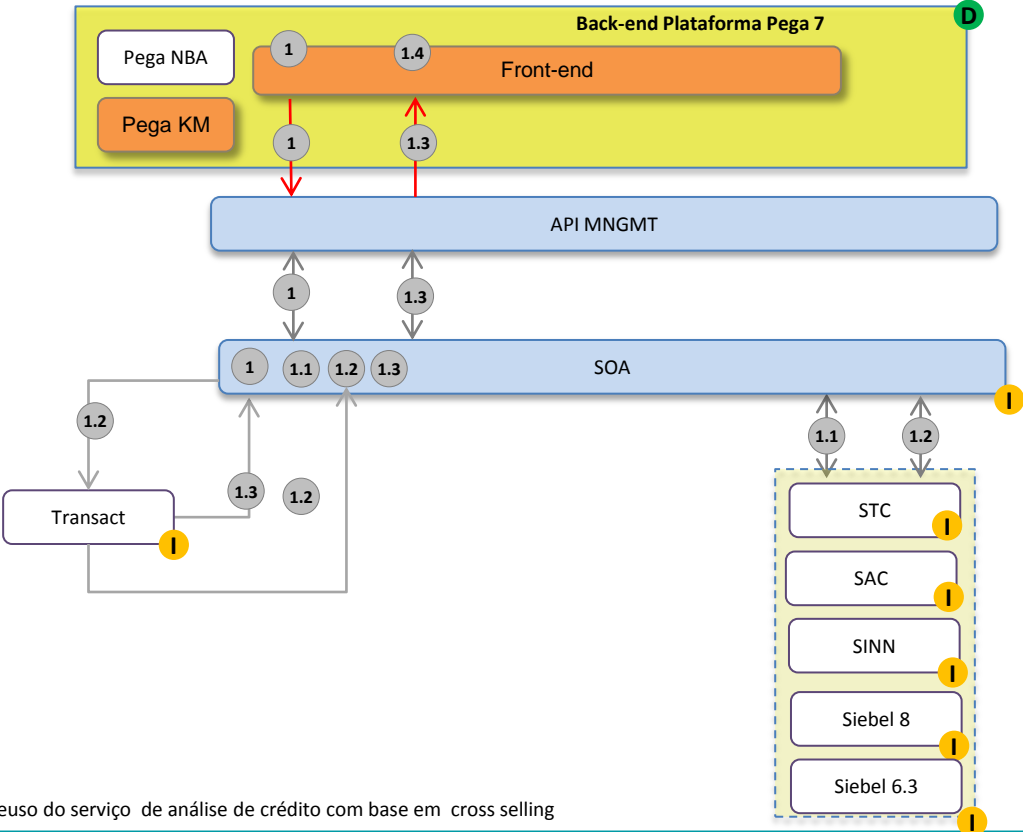 Back-end Plataforma Pega 7
D
Pega NBA
1
1.4
Front-end
Pega KM
1
1.3
API MNGMT
1
1.3
1
1.1
1.2
1.3
SOA
I
1.2
1.1
1.2
1.3
1.2
Transact
I
STC
I
SAC
I
SINN
I
Siebel 8
I
Siebel 6.3
I
do serviço de análise de crédito com base em cross selling